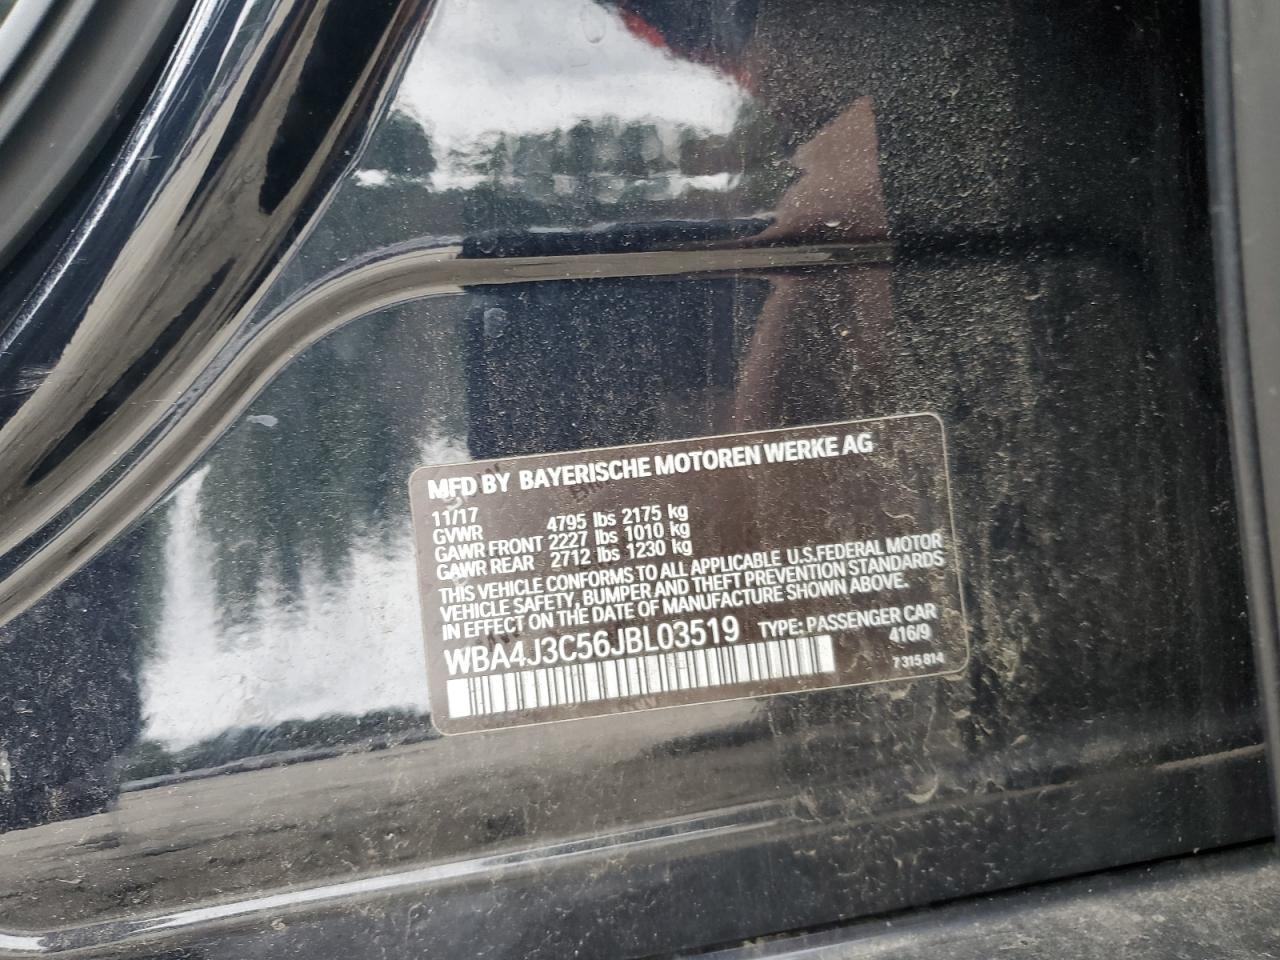 MFD BY BAYERISCHE MOTOREN WERKE AG
11/17
GVWR 4795 lbs 2175 kg
GAWR FRONT 2227 lbs 1010 kg
GAWR REAR 2712 lbs 1230 kg
THIS VEHICLE CONFORMS TO ALL APPLICABLE U.S.FEDERAL MOTOR
VEHICLE SAFETY, BUMPER AND THEFT PREVENTION STANDARDS
IN EFFECT ON THE DATE OF MANUFACTURE SHOWN ABOVE.
WBA4J3C56JBL03519 TYPE: PASSENGER CAR
416/9
7 315 814